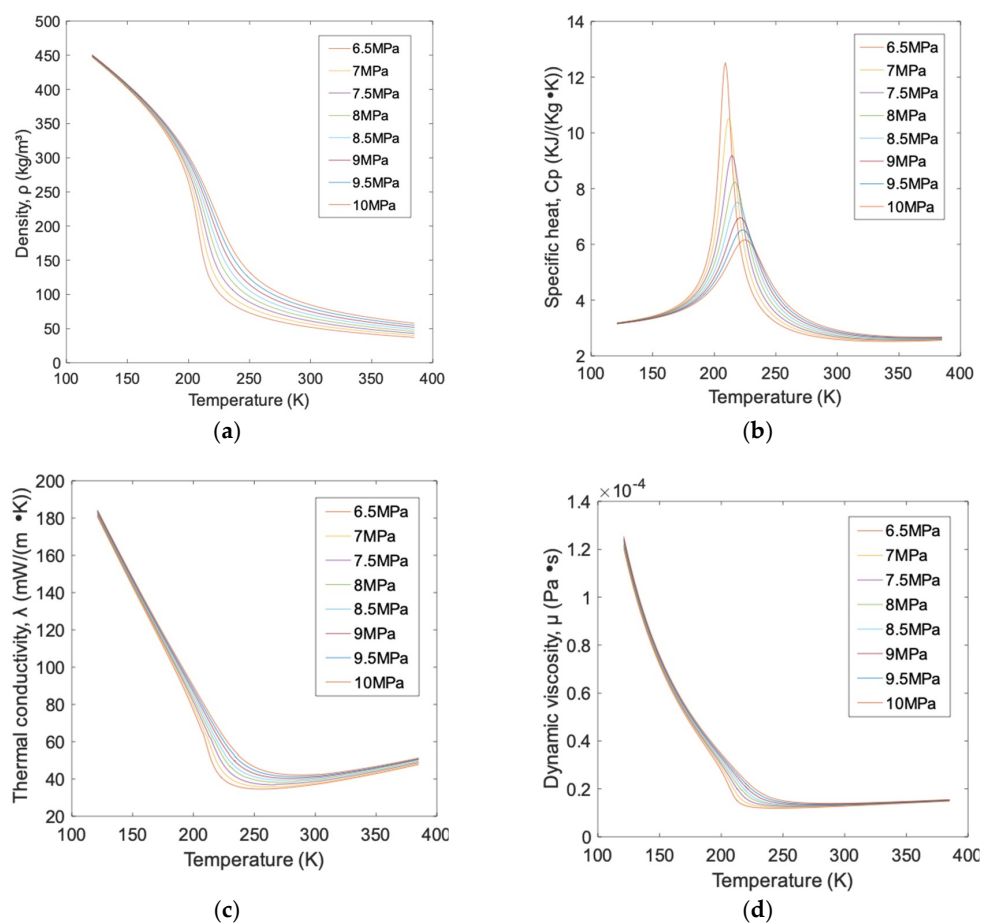 500
450
400
350
300
250
200
150
100
50
0
Density, ρ (kg/m³)
6.5MPa
7MPa
7.5MPa
8MPa
8.5MPa
9MPa
9.5MPa
10MPa
100 150 200 250 300 350 400
Temperature (K)
(a)
14
12
10
8
6
4
2
Specific heat, Cp (KJ/(Kg •K))
6.5MPa
7MPa
7.5MPa
8MPa
8.5MPa
9MPa
9.5MPa
10MPa
100 150 200 250 300 350 400
Temperature (K)
(b)
200
180
160
140
120
100
80
60
40
20
Thermal conductivity, λ (mW/(m •K))
6.5MPa
7MPa
7.5MPa
8MPa
8.5MPa
9MPa
9.5MPa
10MPa
100 150 200 250 300 350 400
Temperature (K)
(c)
×10⁻⁴
1.4
1.2
1
0.8
0.6
0.4
0.2
0
Dynamic viscosity, μ (Pa •s)
6.5MPa
7MPa
7.5MPa
8MPa
8.5MPa
9MPa
9.5MPa
10MPa
100 150 200 250 300 350 400
Temperature (K)
(d)